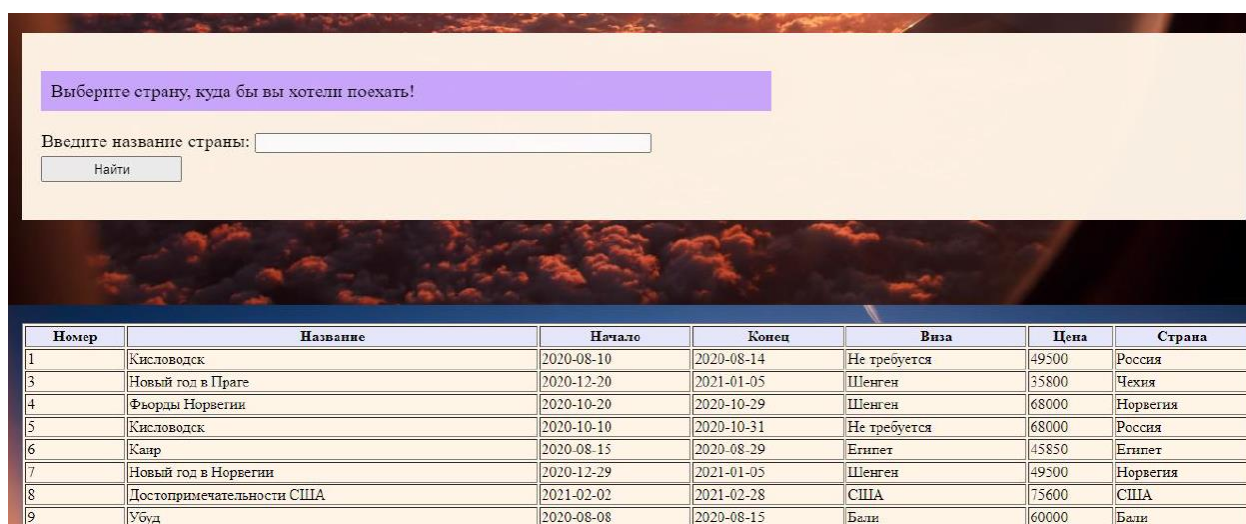 Выберите страну, куда бы вы хотели поехать!
Введите название страны:
Найти
Номер Название Начало Конец Виза Цена Страна
1 Кисловодск 2020-08-10 2020-08-14 Не требуется 49500 Россия
3 Новый год в Праге 2020-12-20 2021-01-05 Шенген 35800 Чехия
4 Фьорды Норвегии 2020-10-20 2020-10-29 Шенген 68000 Норвегия
5 Кисловодск 2020-10-10 2020-10-31 Не требуется 68000 Россия
6 Каир 2020-08-15 2020-08-29 Египет 45850 Египет
7 Новый год в Норвегии 2020-12-29 2021-01-05 Шенген 49500 Норвегия
8 Достопримечательности США 2021-02-02 2021-02-28 США 75600 США
9 Убуд 2020-08-08 2020-08-15 Бали 60000 Бали